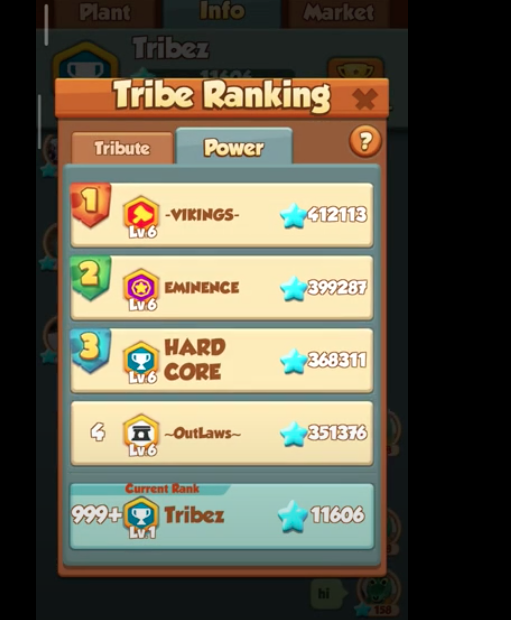 Plant Info Market
Tribez
11606
Tribe Ranking
Tribute Power ?
1 Lv.6 -VIKINGS- 412113
2 Lv.6 EMINENCE 399287
3 Lv.6 HARD
CORE 368311
4 Lv.6 ~OutLaws~ 351376
Current Rank
999+ Lv.1 Tribez 11606
hi
158